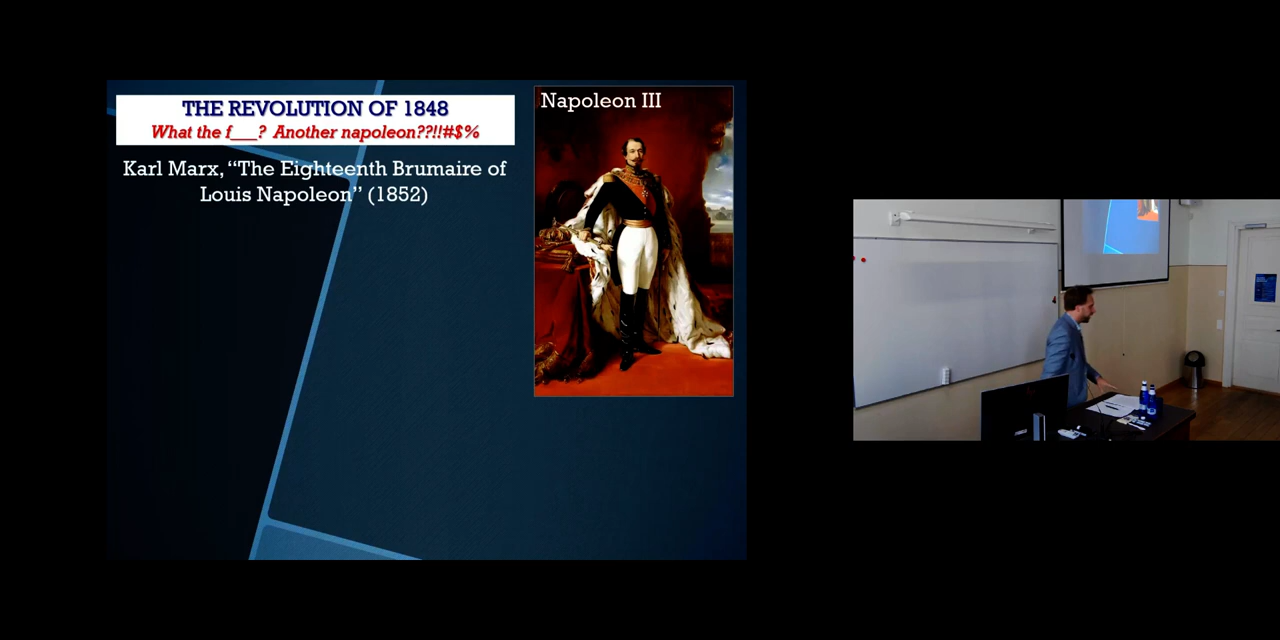 THE REVOLUTION OF 1848
What the f___? Another napoleon??!!#$%
Karl Marx, “The Eighteenth Brumaire of
Louis Napoleon” (1852)
Napoleon III